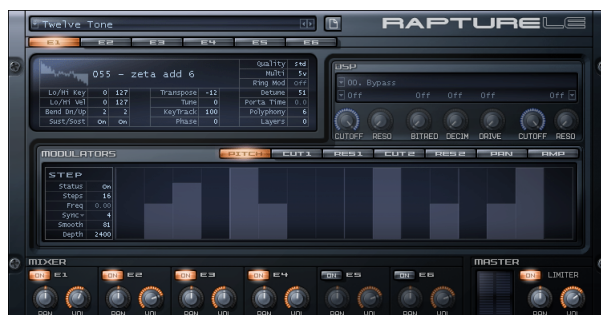 Twelve Tone
RAPTURE LE
E1 E2 E3 E4 E5 E6
055 - zeta add 6
Quality std
Multi 5v
Ring Mod Off
Lo/Hi Key 0 127 Transpose -12 Detune 51
Lo/Hi Vel 0 127 Tune 0 Porta Time 0.0
Bend Dn/Up 2 2 KeyTrack 100 Polyphony 6
Sust/Sost On On Phase 0 Layers 0
DSP
00. Bypass
Off Off Off Off Off
CUTOFF RESO BITRED DECIM DRIVE CUTOFF RESO
MODULATORS
PITCH CUT1 RES1 CUT2 RES2 PAN AMP
STEP
Status On
Steps 16
Freq 0.00
Sync 4
Smooth 81
Depth 2400
MIXER
ON E1 ON E2 ON E3 ON E4 ON E5 ON E6
PAN VOL PAN VOL PAN VOL PAN VOL PAN VOL PAN VOL
MASTER
ON LIMITER
PAN VOL